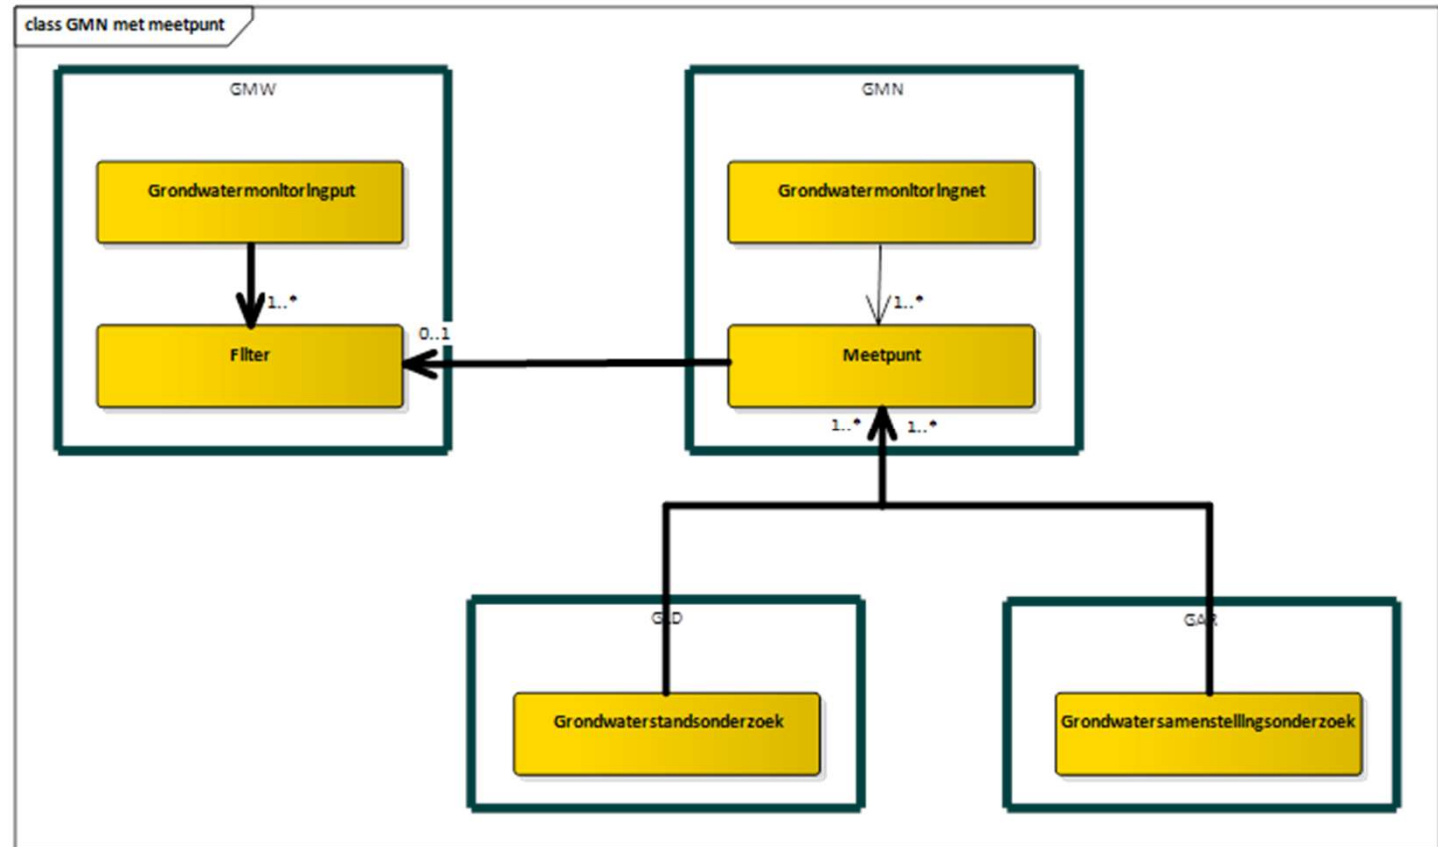 class GMN met meetpunt
GMW
GMN
Grondwatermonitoringput
Grondwatermonitoringnet
1..*
1..*
0..1
Filter
Meetpunt
1..*
1..*
GLD
GAR
Grondwaterstandsonderzoek
Grondwatersamenstellingsonderzoek